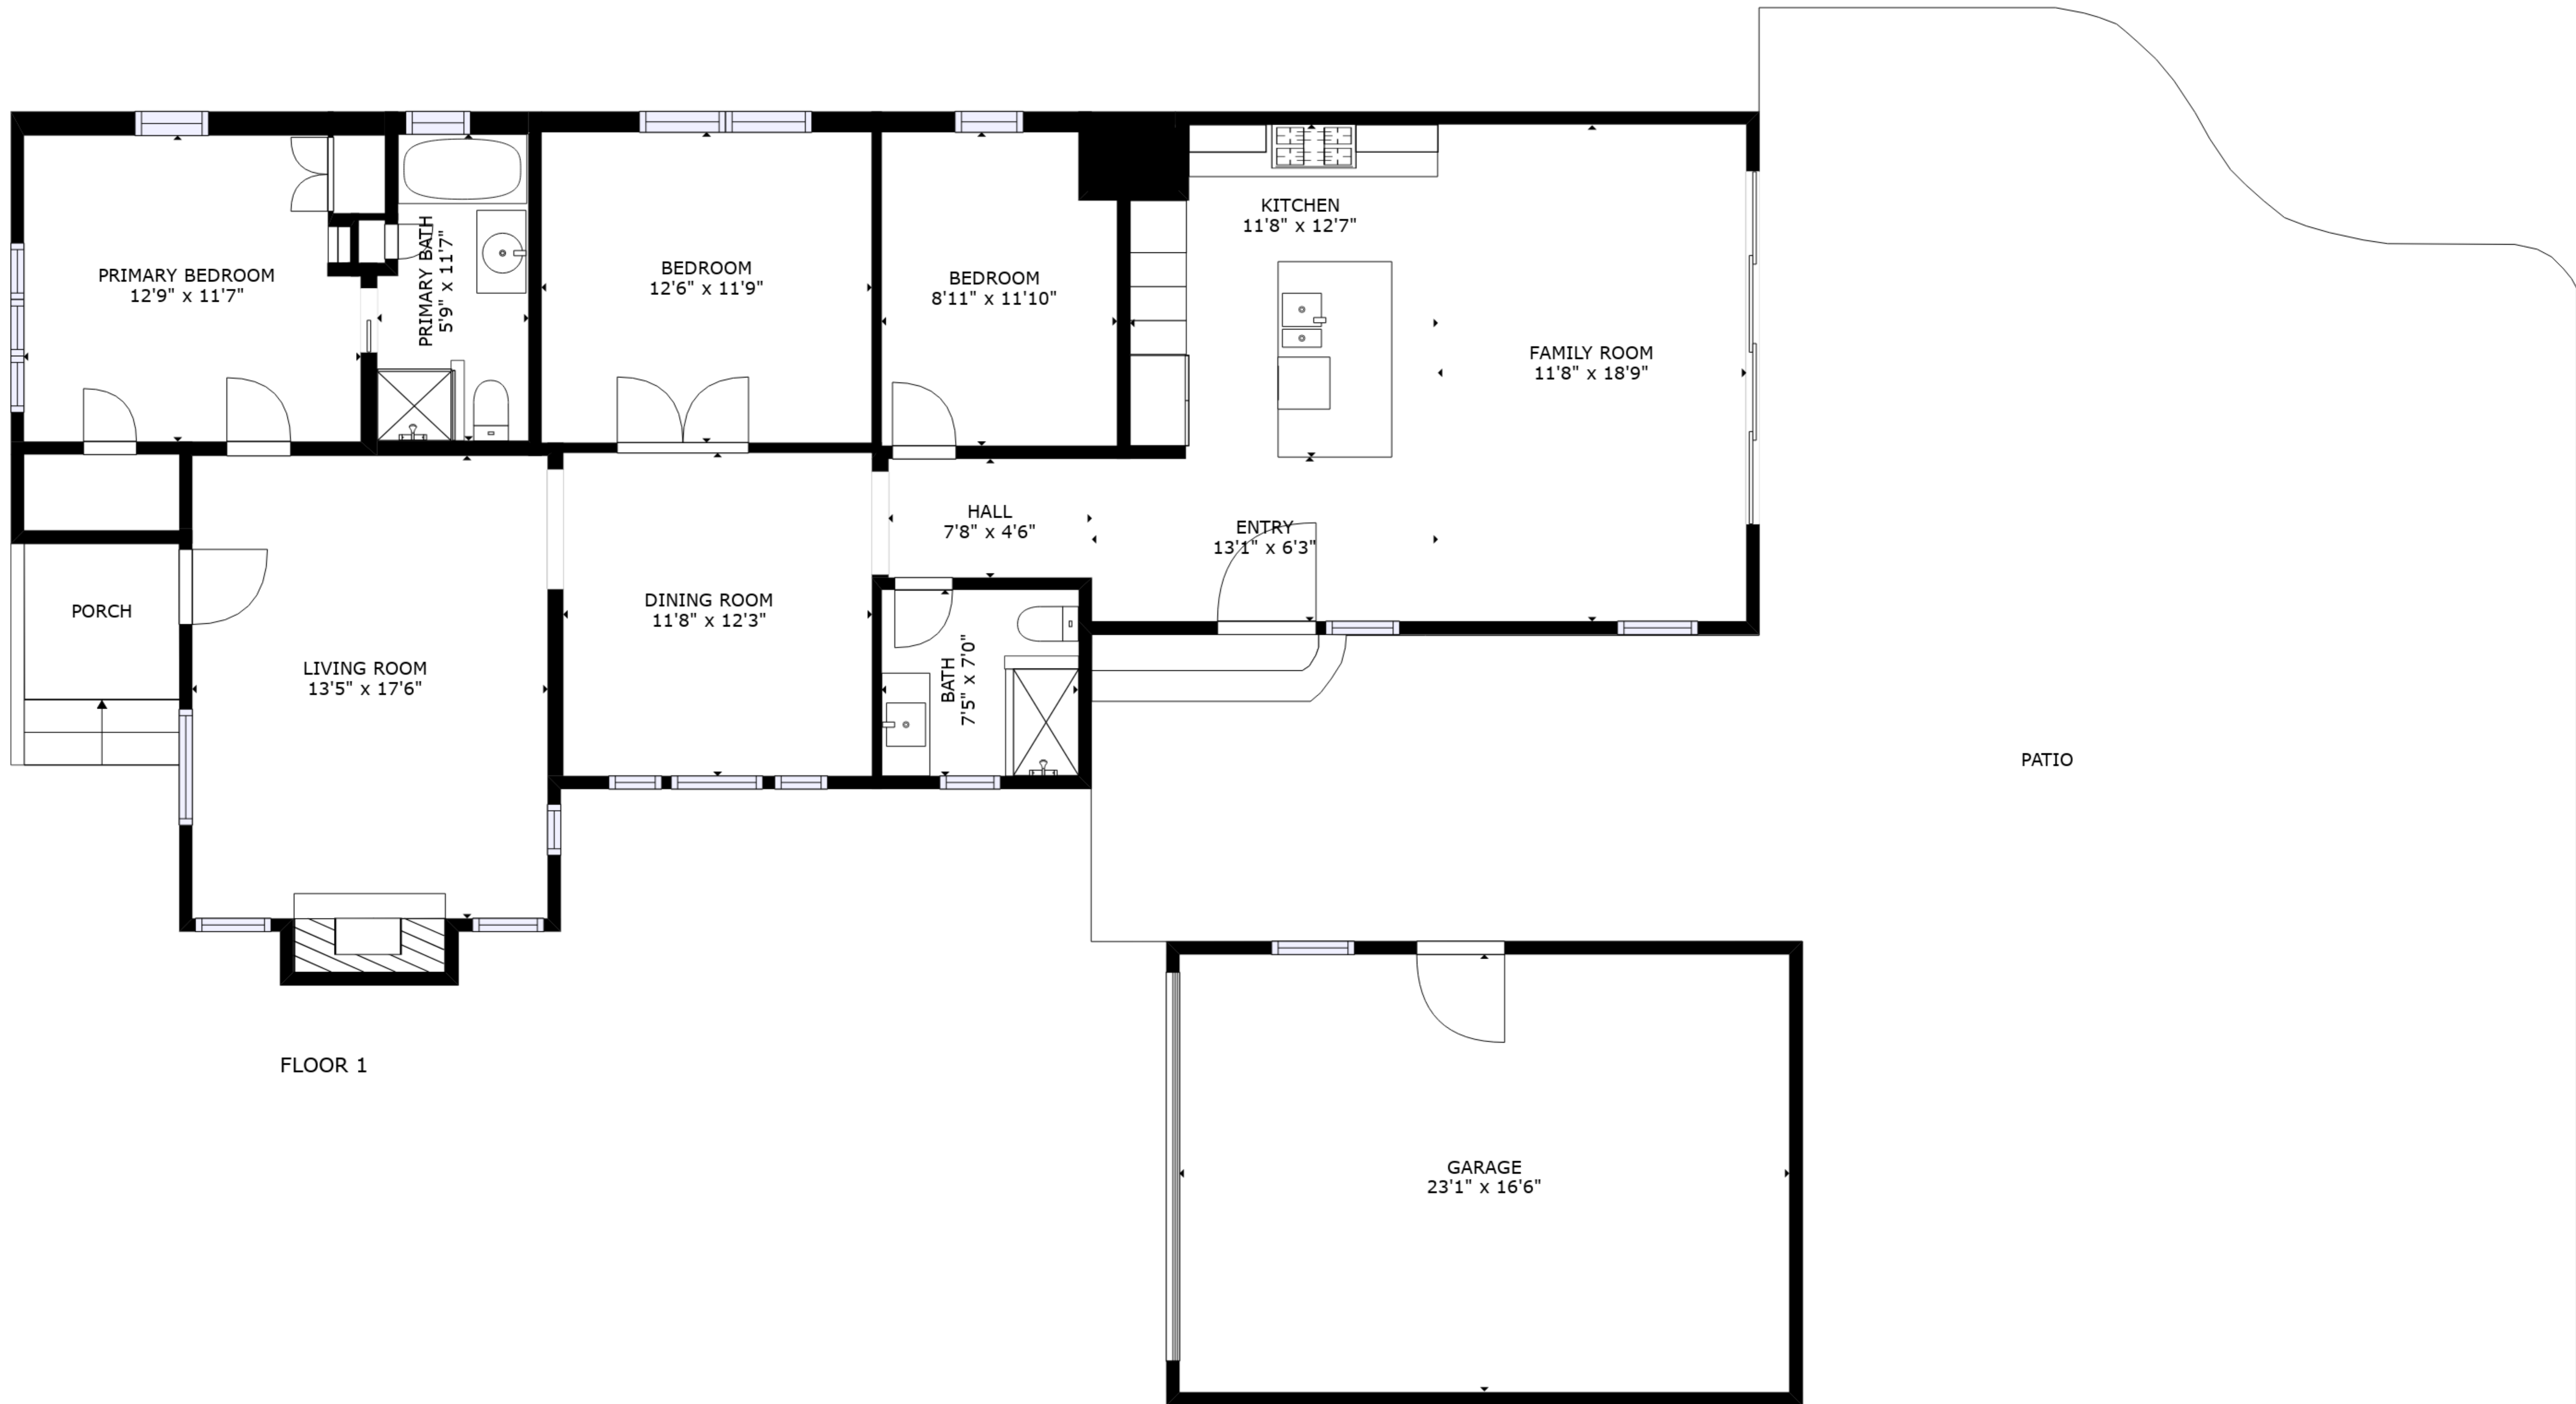 PRIMARY BEDROOM
12'9" x 11'7"
PRIMARY BATH
5'9" x 11'7"
BEDROOM
12'6" x 11'9"
BEDROOM
8'11" x 11'10"
KITCHEN
11'8" x 12'7"
FAMILY ROOM
11'8" x 18'9"
HALL
7'8" x 4'6"
ENTRY
13'1" x 6'3"
PORCH
LIVING ROOM
13'5" x 17'6"
DINING ROOM
11'8" x 12'3"
BATH
7'5" x 7'0"
PATIO
FLOOR 1
GARAGE
23'1" x 16'6"